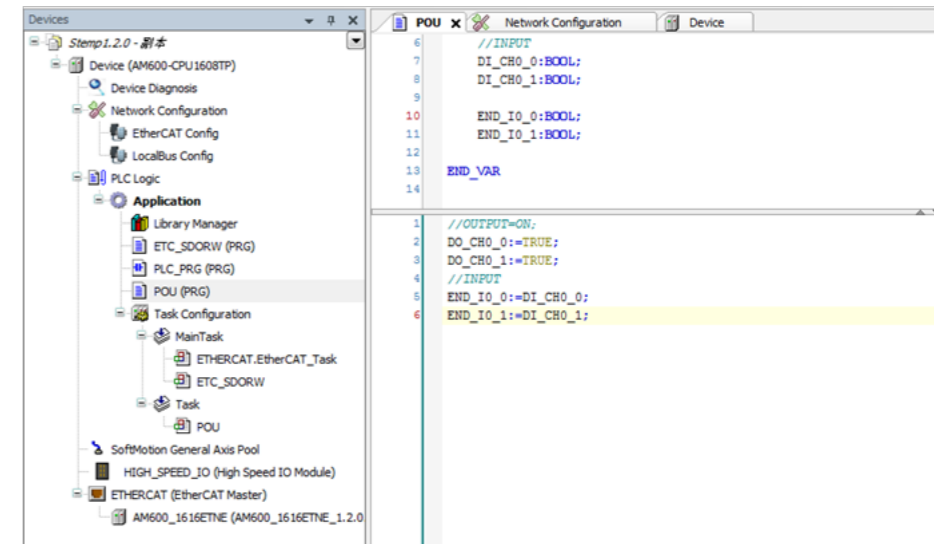 Devices
Stemp1.2.0 - 副本
Device (AM600-CPU1608TP)
Device Diagnosis
Network Configuration
EtherCAT Config
LocalBus Config
PLC Logic
Application
Library Manager
ETC_SDORW (PRG)
PLC_PRG (PRG)
POU (PRG)
Task Configuration
MainTask
ETHERCAT.EtherCAT_Task
ETC_SDORW
Task
POU
SoftMotion General Axis Pool
HIGH_SPEED_IO (High Speed IO Module)
ETHERCAT (EtherCAT Master)
AM600_1616ETNE (AM600_1616ETNE_1.2.0
POU Network Configuration Device
6 //INPUT
7 DI_CH0_0:BOOL;
8 DI_CH0_1:BOOL;
9
10 END_I0_0:BOOL;
11 END_I0_1:BOOL;
12
13 END_VAR
14
1 //OUTPUT=ON;
2 DO_CH0_0:=TRUE;
3 DO_CH0_1:=TRUE;
4 //INPUT
5 END_I0_0:=DI_CH0_0;
6 END_I0_1:=DI_CH0_1;